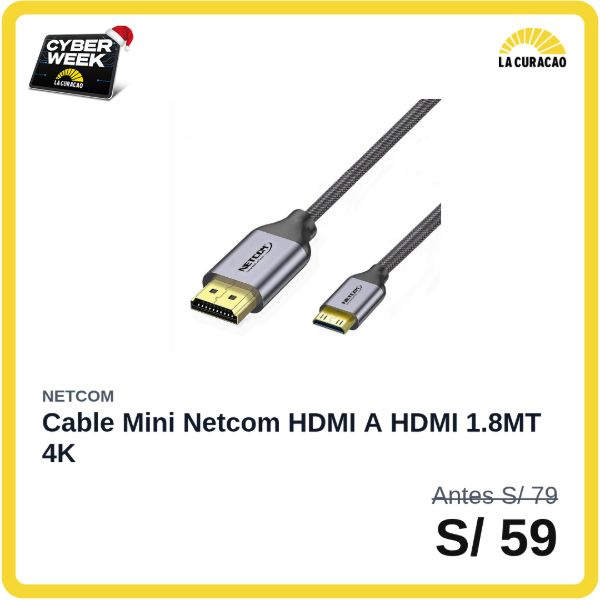 CYBER
WEEK
LA CURACAO
LA CURACAO
NETCOM
NETCOM
NETCOM
Cable Mini Netcom HDMI A HDMI 1.8MT
4K
Antes S/ 79
S/ 59